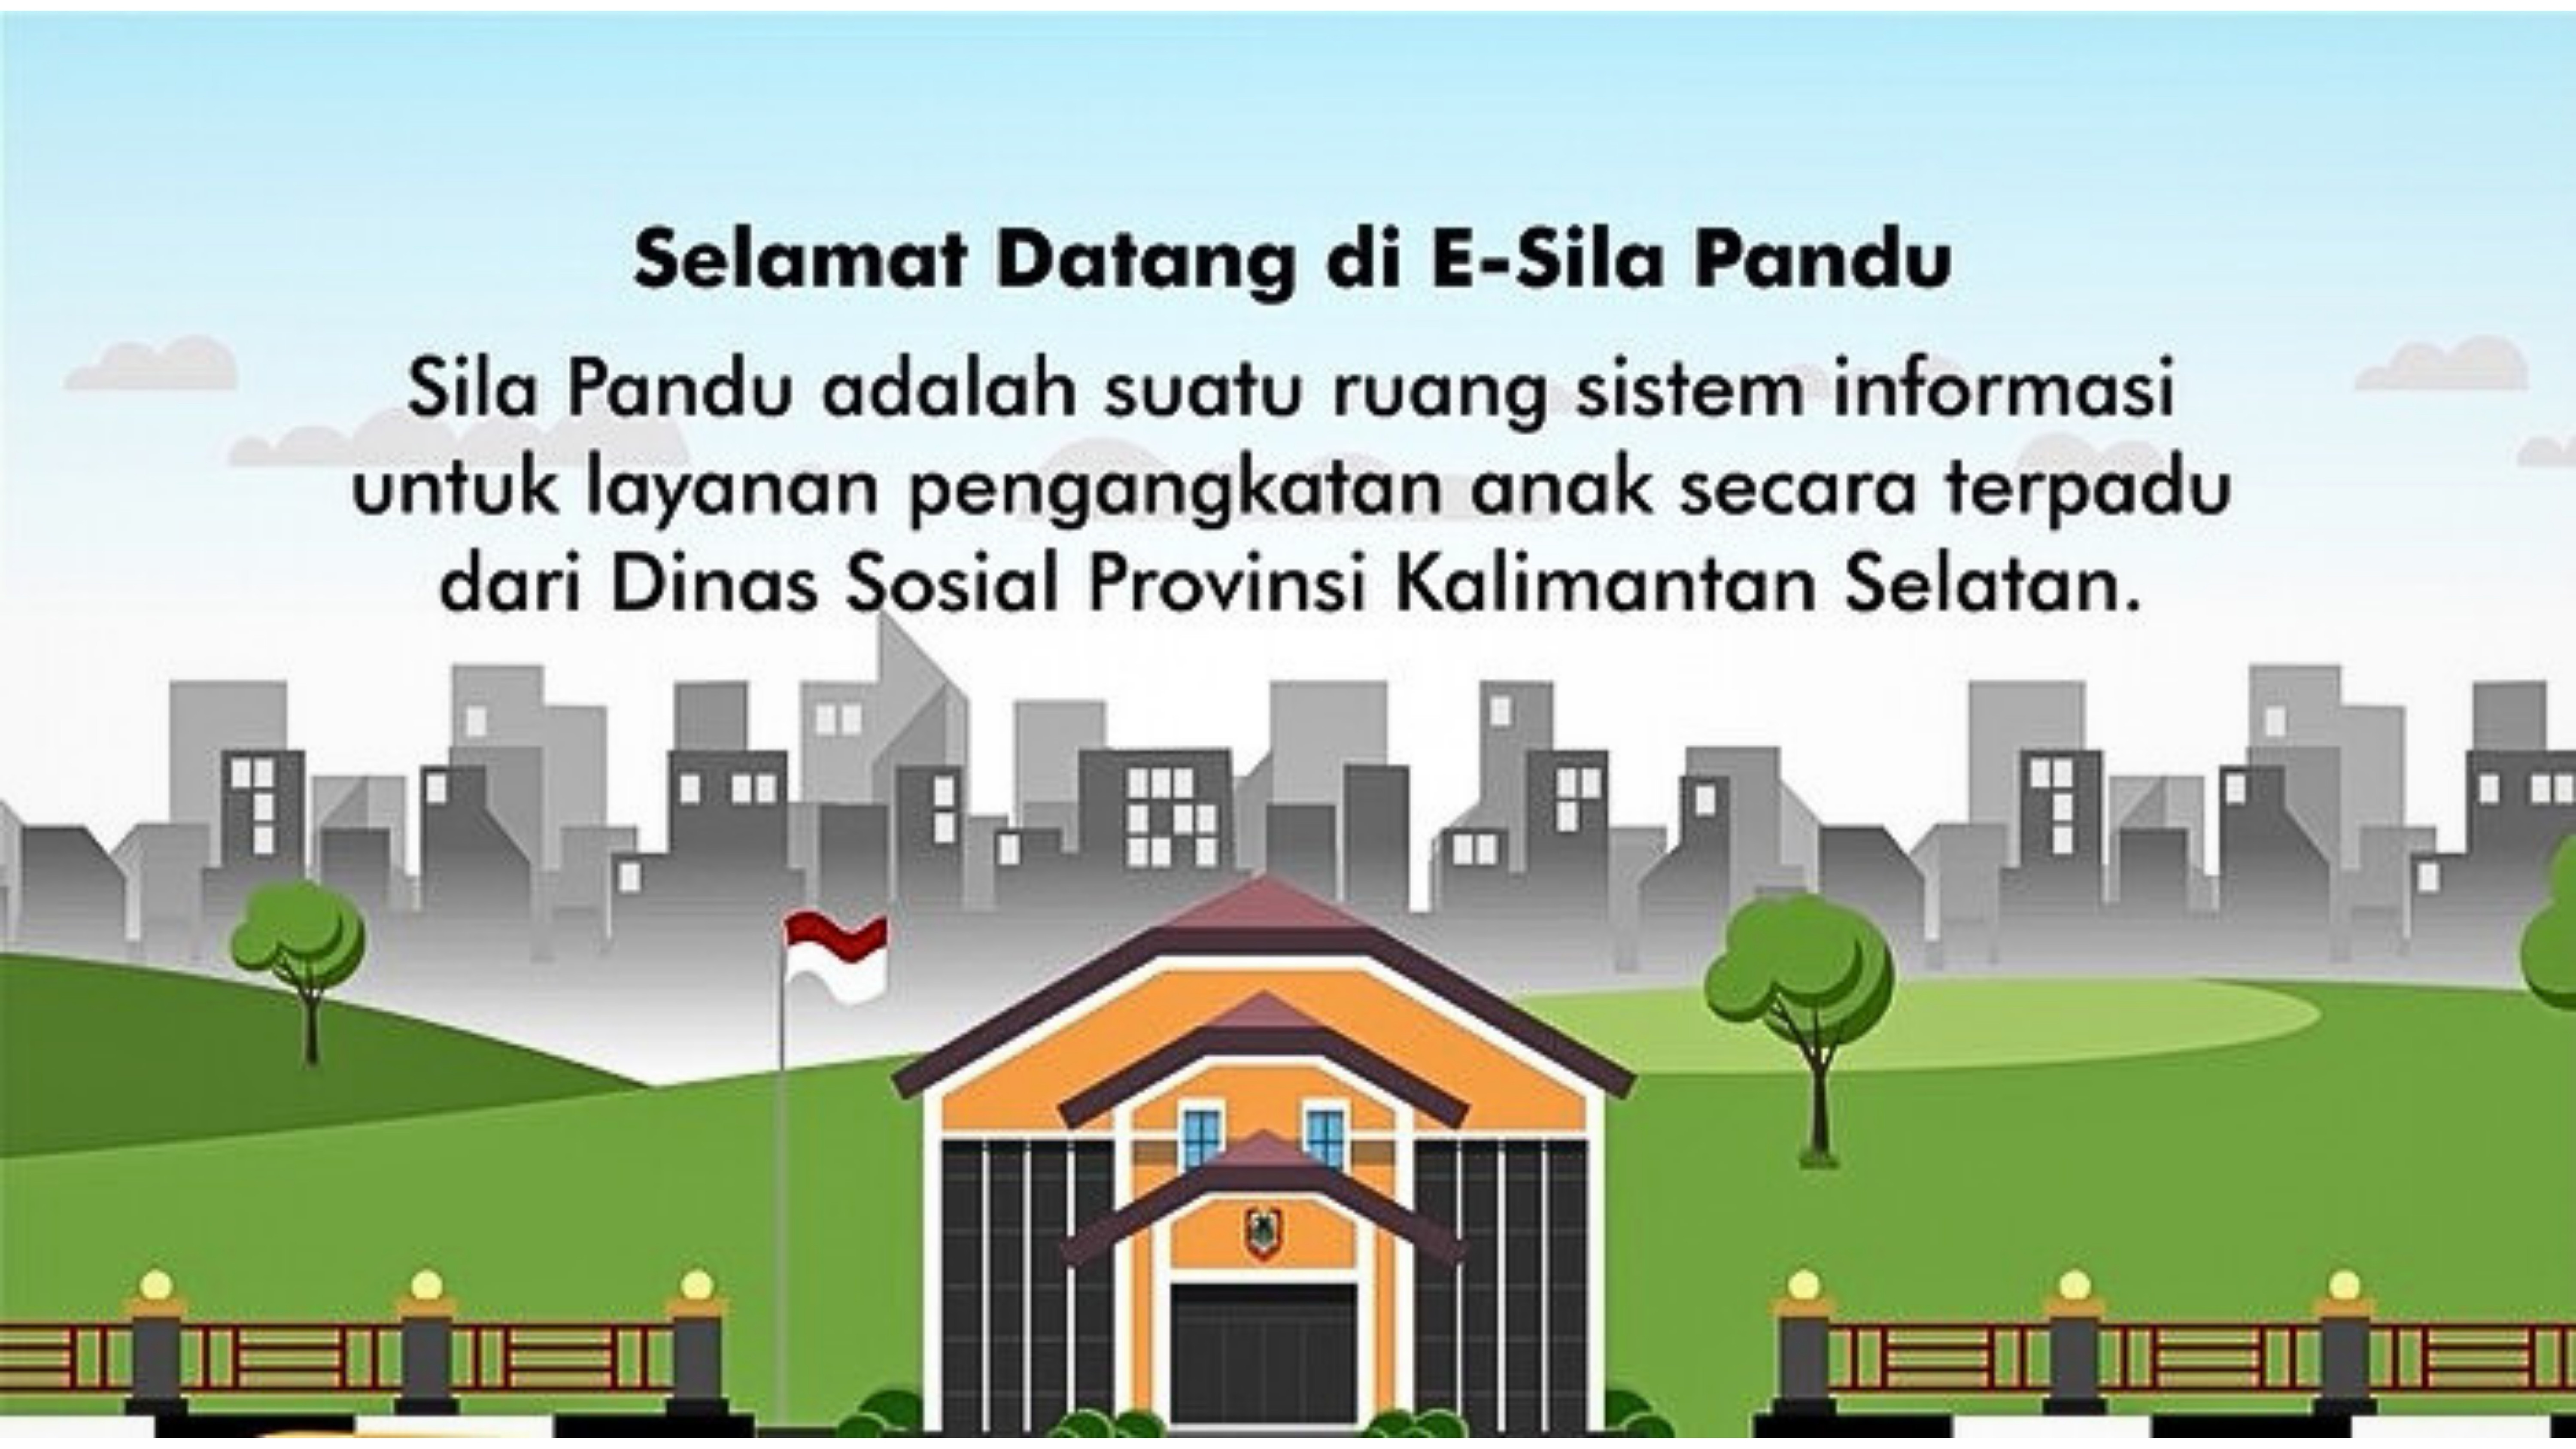 Selamat Datang di E-Sila Pandu
Sila Pandu adalah suatu ruang sistem informasi
untuk layanan pengangkatan anak secara terpadu
dari Dinas Sosial Provinsi Kalimantan Selatan.